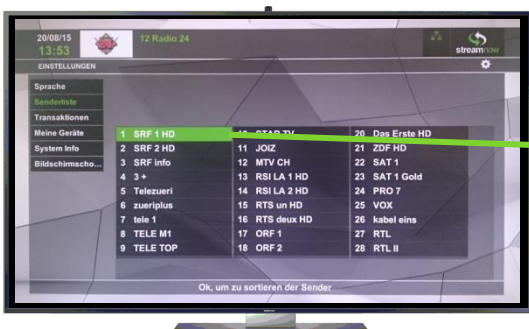 20/08/15
13:53
12 Radio 24
streamnow
EINSTELLUNGEN
Sprache
Senderliste
Transaktionen
Meine Geräte
System Info
Bildschimscho...
1 SRF 1 HD
2 SRF 2 HD
3 SRF info
4 3+
5 Telezueri
6 zueriplus
7 tele 1
8 TELE M1
9 TELE TOP
10 STAR TV
11 JOIZ
12 MTV CH
13 RSI LA 1 HD
14 RSI LA 2 HD
15 RTS un HD
16 RTS deux HD
17 ORF 1
18 ORF 2
20 Das Erste HD
21 ZDF HD
22 SAT 1
23 SAT 1 Gold
24 PRO 7
25 VOX
26 kabel eins
27 RTL
28 RTL II
Ok, um zu sortieren der Sender